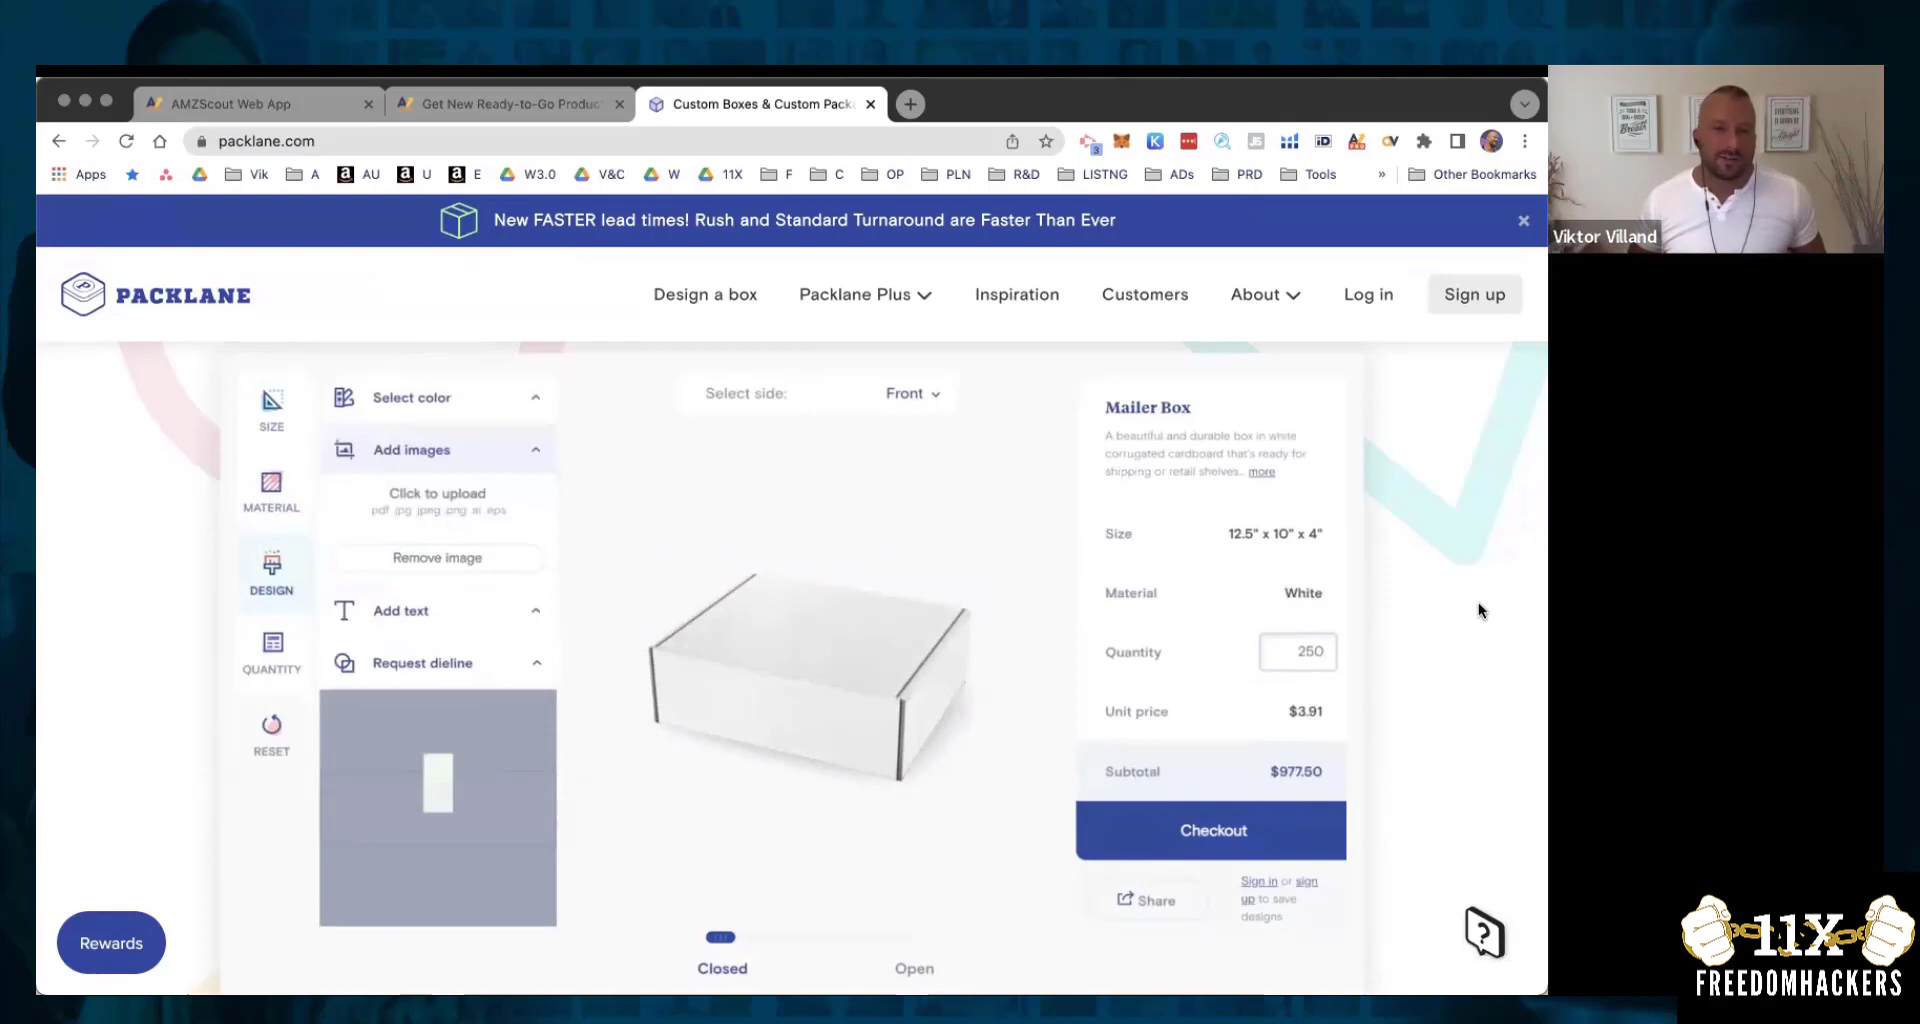 AMZScout Web App
Get New Ready-to-Go Produc
Custom Boxes & Custom Pack
packlane.com
3
Apps
Vik
A
AU
U
E
W3.0
V&C
W
11X
F
C
OP
PLN
R&D
LISTNG
ADs
PRD
Tools
»
Other Bookmarks
New FASTER lead times! Rush and Standard Turnaround are Faster Than Ever
PACKLANE
Design a box
Packlane Plus
Inspiration
Customers
About
Log in
Sign up
SIZE
MATERIAL
DESIGN
QUANTITY
RESET
Select color
Add images
Click to upload
pdf jpg jpeg png ai eps
Remove image
Add text
Request dieline
Select side:
Front
Closed
Open
Mailer Box
A beautiful and durable box in white
corrugated cardboard that's ready for
shipping or retail shelves... more
Size
12.5" x 10" x 4"
Material
White
Quantity
250
Unit price
$3.91
Subtotal
$977.50
Checkout
Share
Sign in or sign
up to save
designs
Rewards
?
Viktor Villand
11X
FREEDOMHACKERS